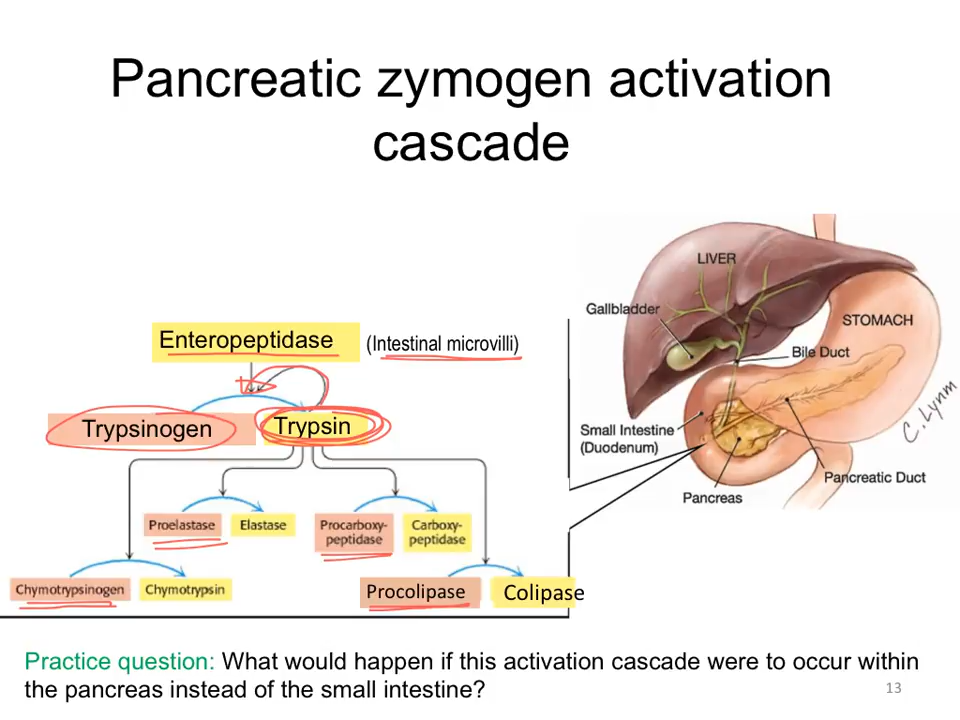 Pancreatic zymogen activation
cascade
LIVER
Gallbladder
STOMACH
Bile Duct
C. Lynm
Small Intestine
(Duodenum)
Pancreatic Duct
Pancreas
Enteropeptidase
(Intestinal microvilli)
Trypsinogen
Trypsin
Proelastase
Elastase
Procarboxy-
peptidase
Carboxy-
peptidase
Chymotrypsinogen
Chymotrypsin
Procolipase
Colipase
Practice question: What would happen if this activation cascade were to occur within
the pancreas instead of the small intestine?
13